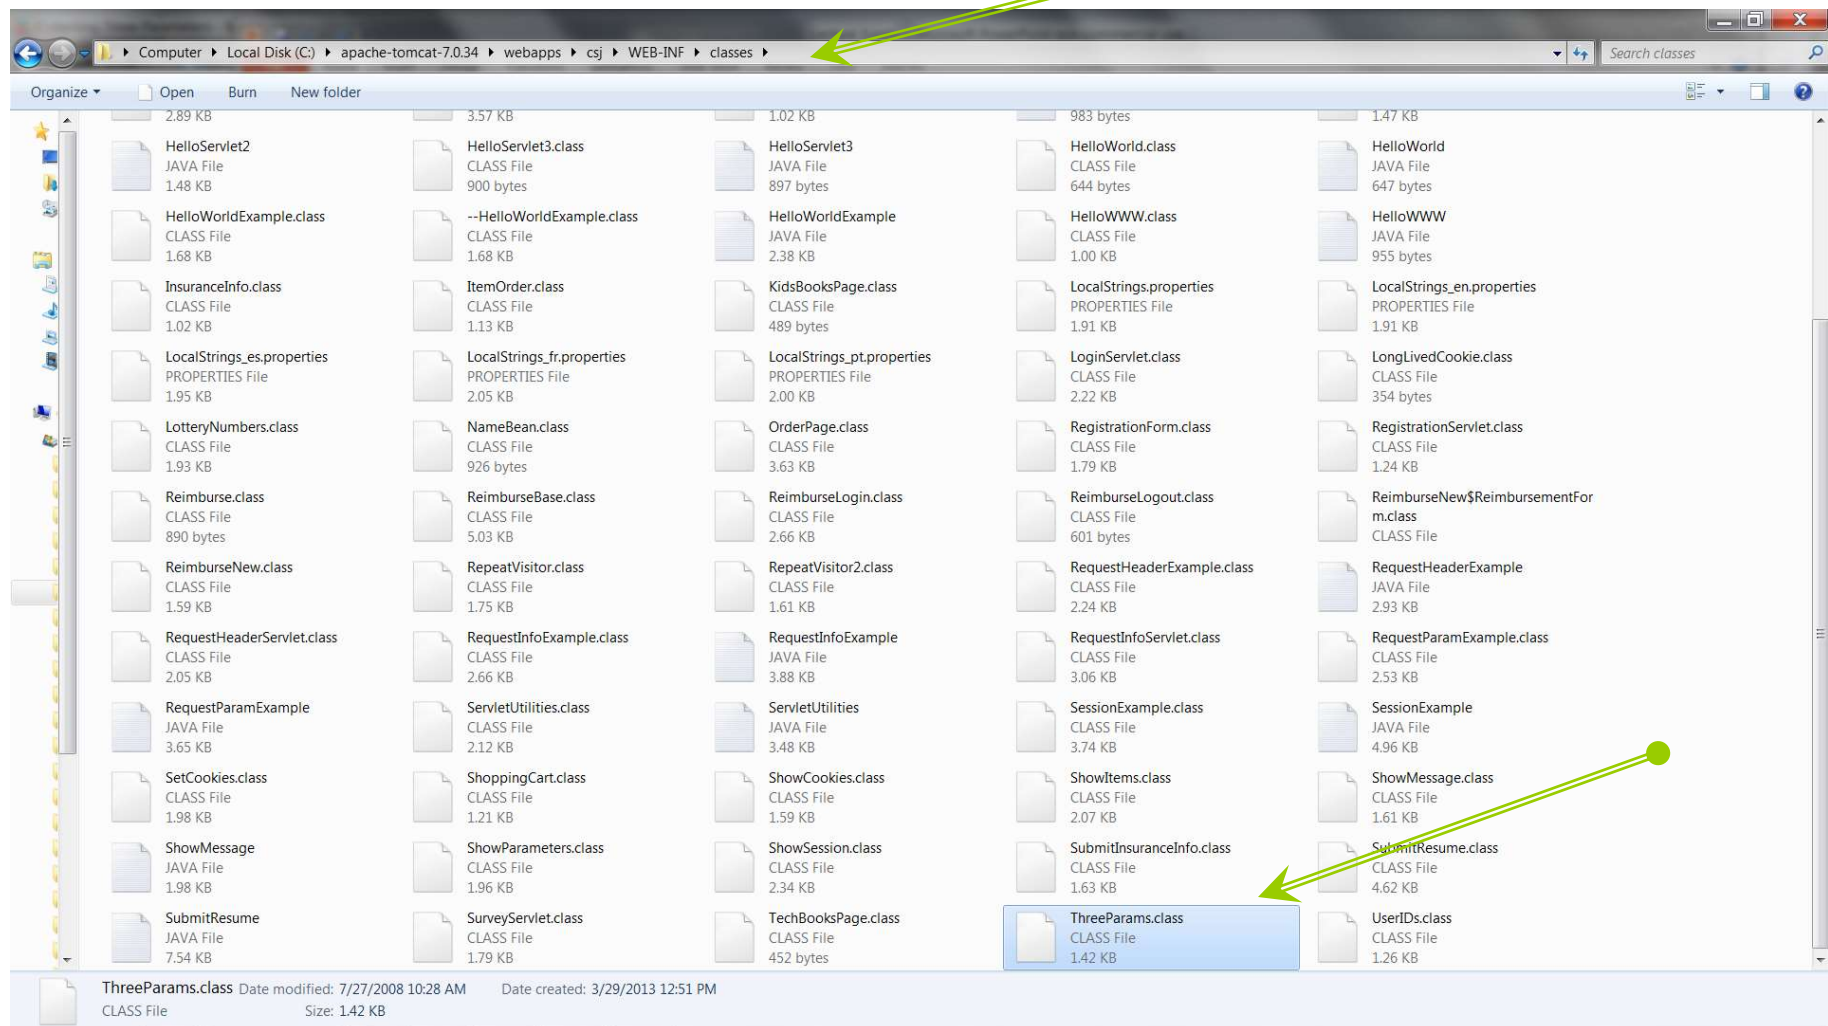 Computer Local Disk (C:) apache-tomcat-7.0.34 webapps csj WEB-INF classes
Search classes
Organize Open Burn New folder
2.89 KB 3.57 KB 1.02 KB 983 bytes 1.47 KB
HelloServlet2 HelloServlet3.class HelloServlet3 HelloWorld.class HelloWorld
JAVA File CLASS File JAVA File CLASS File JAVA File
1.48 KB 900 bytes 897 bytes 644 bytes 647 bytes
HelloWorldExample.class --HelloWorldExample.class HelloWorldExample HelloWWW.class HelloWWW
CLASS File CLASS File JAVA File CLASS File JAVA File
1.68 KB 1.68 KB 2.38 KB 1.00 KB 955 bytes
InsuranceInfo.class ItemOrder.class KidsBooksPage.class LocalStrings.properties LocalStrings_en.properties
CLASS File CLASS File CLASS File PROPERTIES File PROPERTIES File
1.02 KB 1.13 KB 489 bytes 1.91 KB 1.91 KB
LocalStrings_es.properties LocalStrings_fr.properties LocalStrings_pt.properties LoginServlet.class LongLivedCookie.class
PROPERTIES File PROPERTIES File PROPERTIES File CLASS File CLASS File
1.95 KB 2.05 KB 2.00 KB 2.22 KB 354 bytes
LotteryNumbers.class NameBean.class OrderPage.class RegistrationForm.class RegistrationServlet.class
CLASS File CLASS File CLASS File CLASS File CLASS File
1.93 KB 926 bytes 3.63 KB 1.79 KB 1.24 KB
Reimburse.class ReimburseBase.class ReimburseLogin.class ReimburseLogout.class ReimburseNew$ReimbursementFor
CLASS File CLASS File CLASS File CLASS File m.class
890 bytes 5.03 KB 2.66 KB 601 bytes CLASS File
ReimburseNew.class RepeatVisitor.class RepeatVisitor2.class RequestHeaderExample.class RequestHeaderExample
CLASS File CLASS File CLASS File CLASS File JAVA File
1.59 KB 1.75 KB 1.61 KB 2.24 KB 2.93 KB
RequestHeaderServlet.class RequestInfoExample.class RequestInfoExample RequestInfoServlet.class RequestParamExample.class
CLASS File CLASS File JAVA File CLASS File CLASS File
2.05 KB 2.66 KB 3.88 KB 3.06 KB 2.53 KB
RequestParamExample ServletUtilities.class ServletUtilities SessionExample.class SessionExample
JAVA File CLASS File JAVA File CLASS File JAVA File
3.65 KB 2.12 KB 3.48 KB 3.74 KB 4.96 KB
SetCookies.class ShoppingCart.class ShowCookies.class ShowItems.class ShowMessage.class
CLASS File CLASS File CLASS File CLASS File CLASS File
1.98 KB 1.21 KB 1.59 KB 2.07 KB 1.61 KB
ShowMessage ShowParameters.class ShowSession.class SubmitInsuranceInfo.class SubmitResume.class
JAVA File CLASS File CLASS File CLASS File CLASS File
1.98 KB 1.96 KB 2.34 KB 1.63 KB 4.62 KB
SubmitResume SurveyServlet.class TechBooksPage.class ThreeParams.class UserIDs.class
JAVA File CLASS File CLASS File CLASS File CLASS File
7.54 KB 1.79 KB 452 bytes 1.42 KB 1.26 KB
ThreeParams.class Date modified: 7/27/2008 10:28 AM Date created: 3/29/2013 12:51 PM
CLASS File Size: 1.42 KB